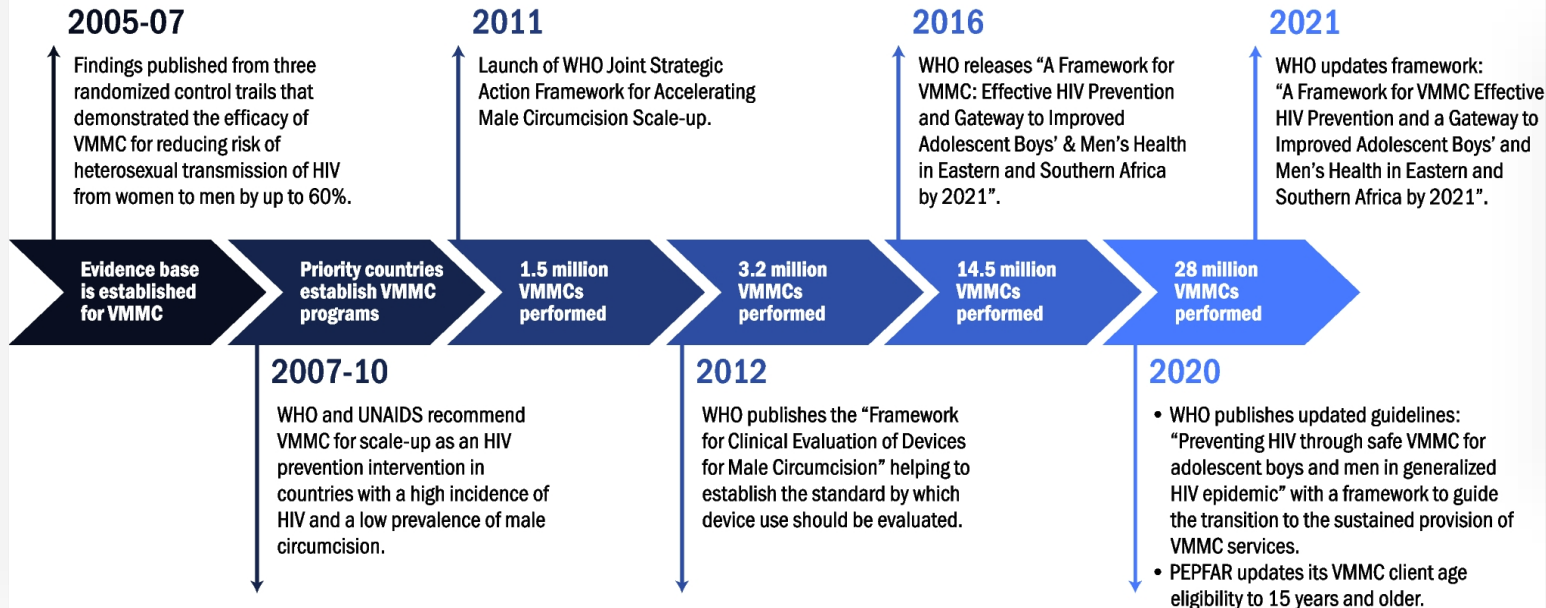 2005-07
Findings published from three
randomized control trails that
demonstrated the efficacy of
VMMC for reducing risk of
heterosexual transmission of HIV
from women to men by up to 60%.
2011
Launch of WHO Joint Strategic
Action Framework for Accelerating
Male Circumcision Scale-up.
2016
WHO releases “A Framework for
VMMC: Effective HIV Prevention
and Gateway to Improved
Adolescent Boys’ & Men’s Health
in Eastern and Southern Africa
by 2021”.
2021
WHO updates framework:
“A Framework for VMMC Effective
HIV Prevention and a Gateway to
Improved Adolescent Boys’ and
Men’s Health in Eastern and
Southern Africa by 2021”.
Evidence base
is established
for VMMC
Priority countries
establish VMMC
programs
1.5 million
VMMCs
performed
3.2 million
VMMCs
performed
14.5 million
VMMCs
performed
28 million
VMMCs
performed
2007-10
WHO and UNAIDS recommend
VMMC for scale-up as an HIV
prevention intervention in
countries with a high incidence of
HIV and a low prevalence of male
circumcision.
2012
WHO publishes the “Framework
for Clinical Evaluation of Devices
for Male Circumcision” helping to
establish the standard by which
device use should be evaluated.
2020
• WHO publishes updated guidelines:
“Preventing HIV through safe VMMC for
adolescent boys and men in generalized
HIV epidemic” with a framework to guide
the transition to the sustained provision of
VMMC services.
• PEPFAR updates its VMMC client age
eligibility to 15 years and older.